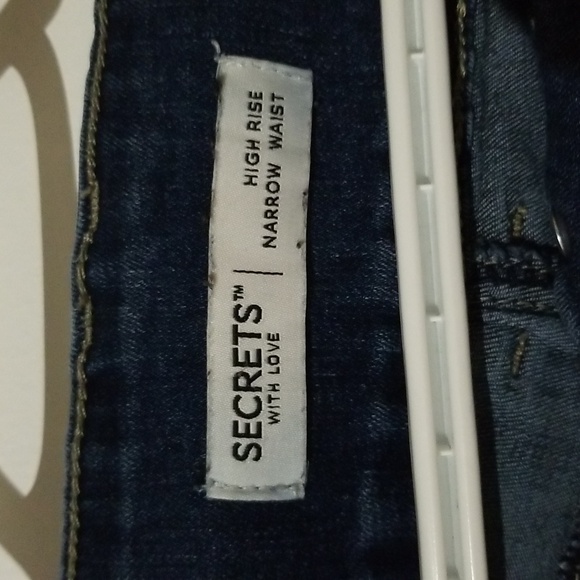 SECRETS™
WITH LOVE
HIGH RISE
NARROW WAIST